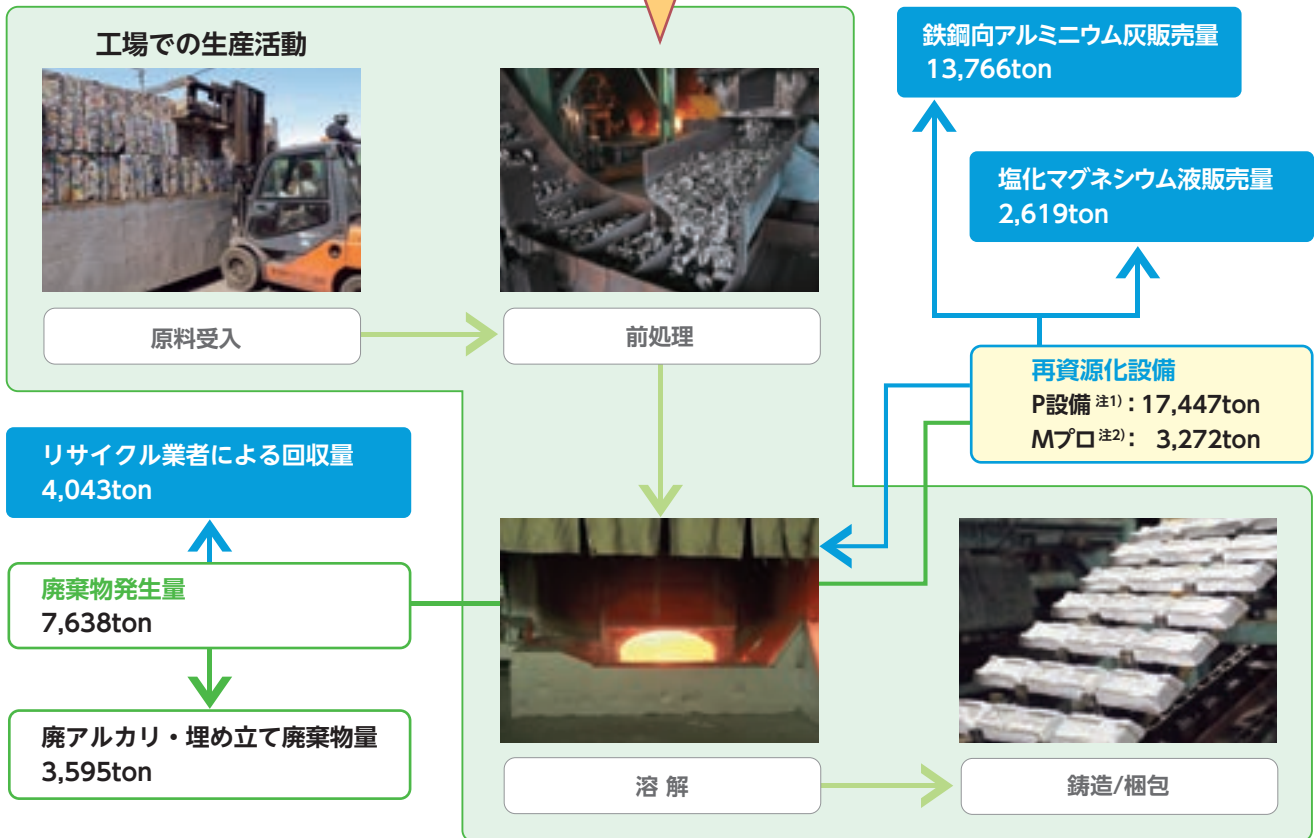 工場での生産活動
鉄鋼向アルミニウム灰販売量
13,766ton
塩化マグネシウム液販売量
2,619ton
原料受入
前処理
再資源化設備
P設備 注1)：17,447ton
Mプロ 注2)： 3,272ton
リサイクル業者による回収量
4,043ton
廃棄物発生量
7,638ton
廃アルカリ・埋め立て廃棄物量
3,595ton
溶 解
鋳造/梱包